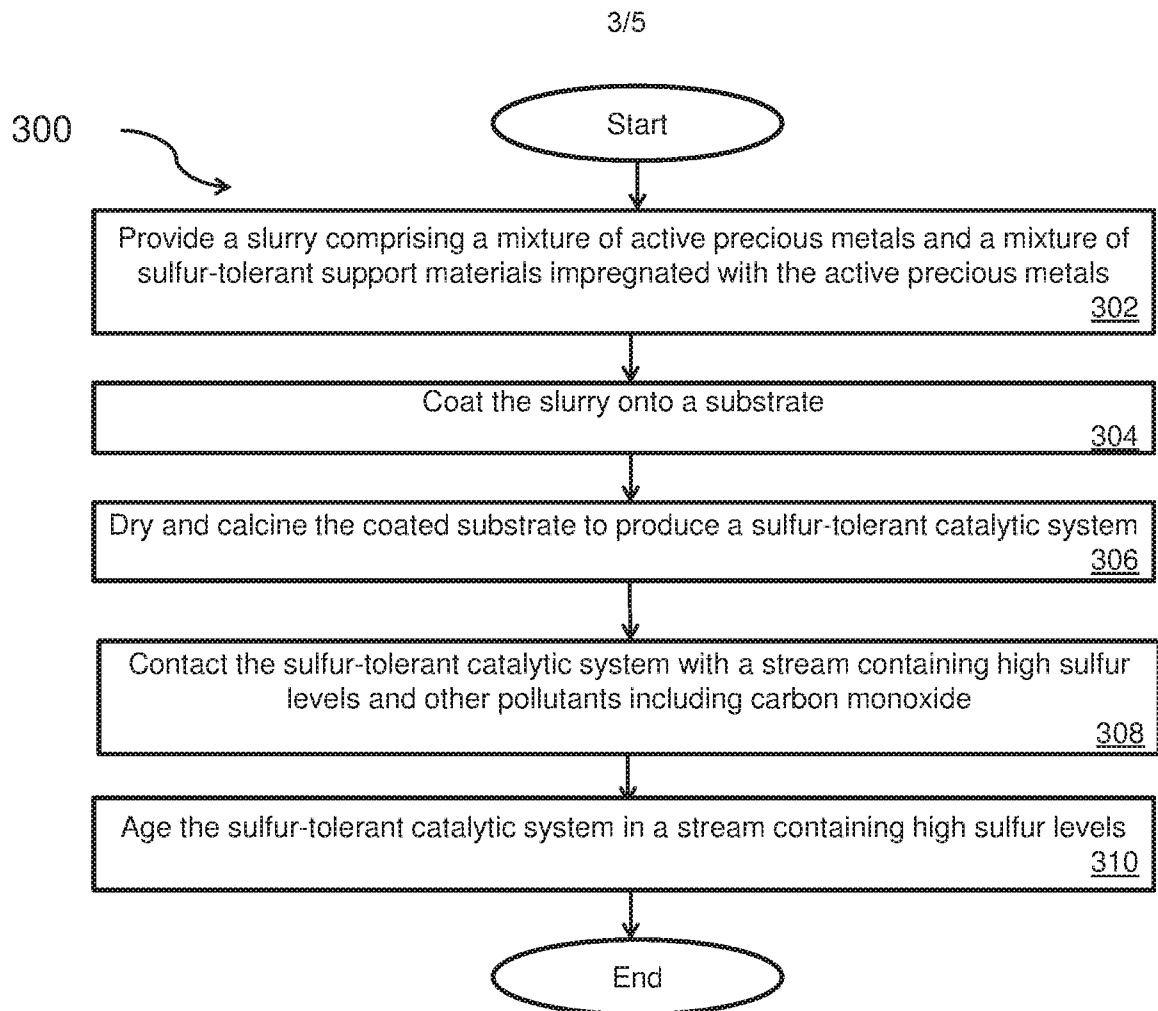 3/5
Start
300
Provide a slurry comprising a mixture of active precious metals and a mixture of
sulfur-tolerant support materials impregnated with the active precious metals
302
Coat the slurry onto a substrate
304
Dry and calcine the coated substrate to produce a sulfur-tolerant catalytic system
306
Contact the sulfur-tolerant catalytic system with a stream containing high sulfur
levels and other pollutants including carbon monoxide
308
Age the sulfur-tolerant catalytic system in a stream containing high sulfur levels
310
End